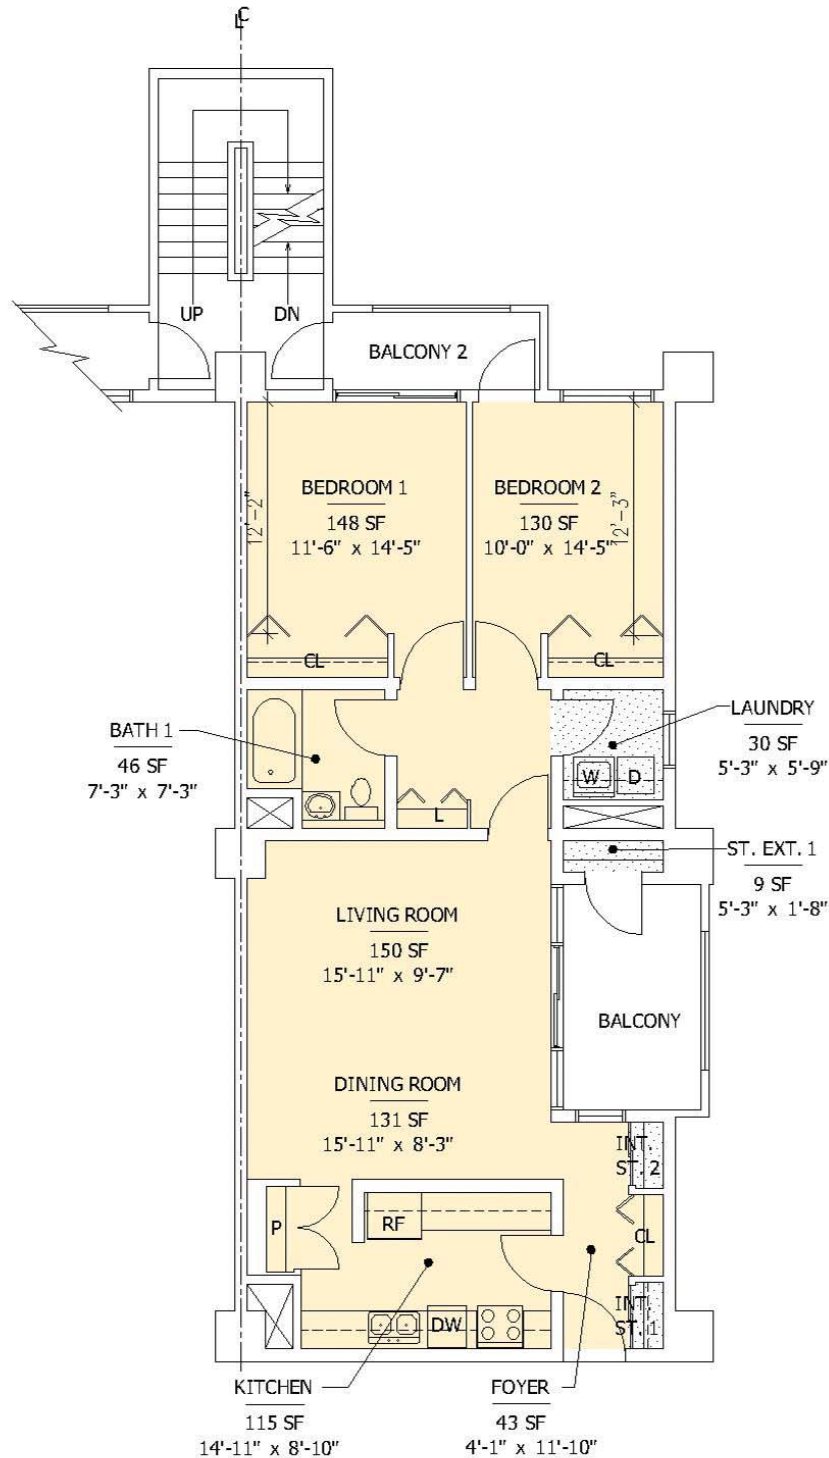 CL
UP
DN
BALCONY 2
BEDROOM 1
148 SF
11'-6" x 14'-5"
12'-2"
BEDROOM 2
130 SF
10'-0" x 14'-5"
12'-3"
CL
CL
BATH 1
46 SF
7'-3" x 7'-3"
LAUNDRY
30 SF
5'-3" x 5'-9"
W
D
L
ST. EXT. 1
9 SF
5'-3" x 1'-8"
LIVING ROOM
150 SF
15'-11" x 9'-7"
BALCONY
DINING ROOM
131 SF
15'-11" x 8'-3"
INT.
ST. 2
P
RF
CL
INT.
ST. 1
DW
KITCHEN
115 SF
14'-11" x 8'-10"
FOYER
43 SF
4'-1" x 11'-10"